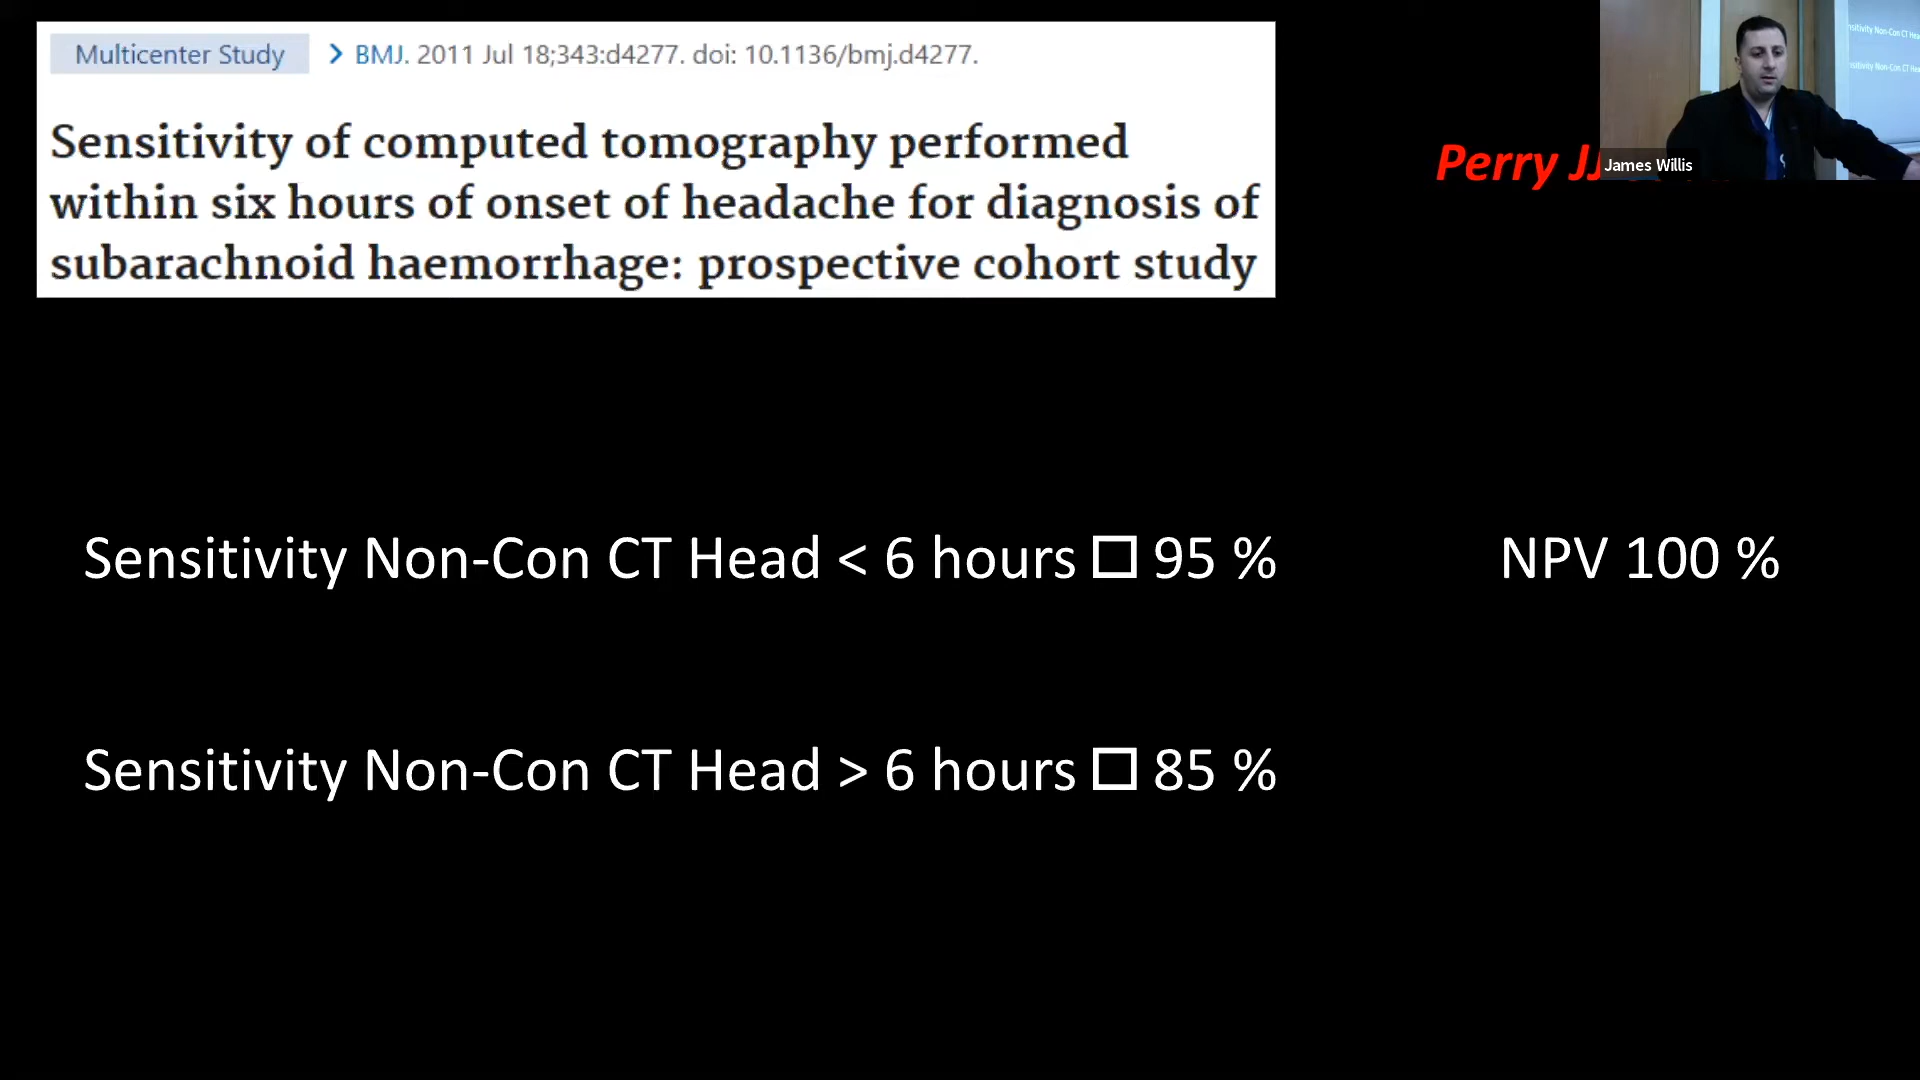 Multicenter Study > BMJ. 2011 Jul 18;343:d4277. doi: 10.1136/bmj.d4277.
Sensitivity of computed tomography performed
within six hours of onset of headache for diagnosis of
subarachnoid haemorrhage: prospective cohort study
Perry JJ
James Willis
Sensitivity Non-Con CT Head < 6 hours □ 95 % NPV 100 %
Sensitivity Non-Con CT Head > 6 hours □ 85 %